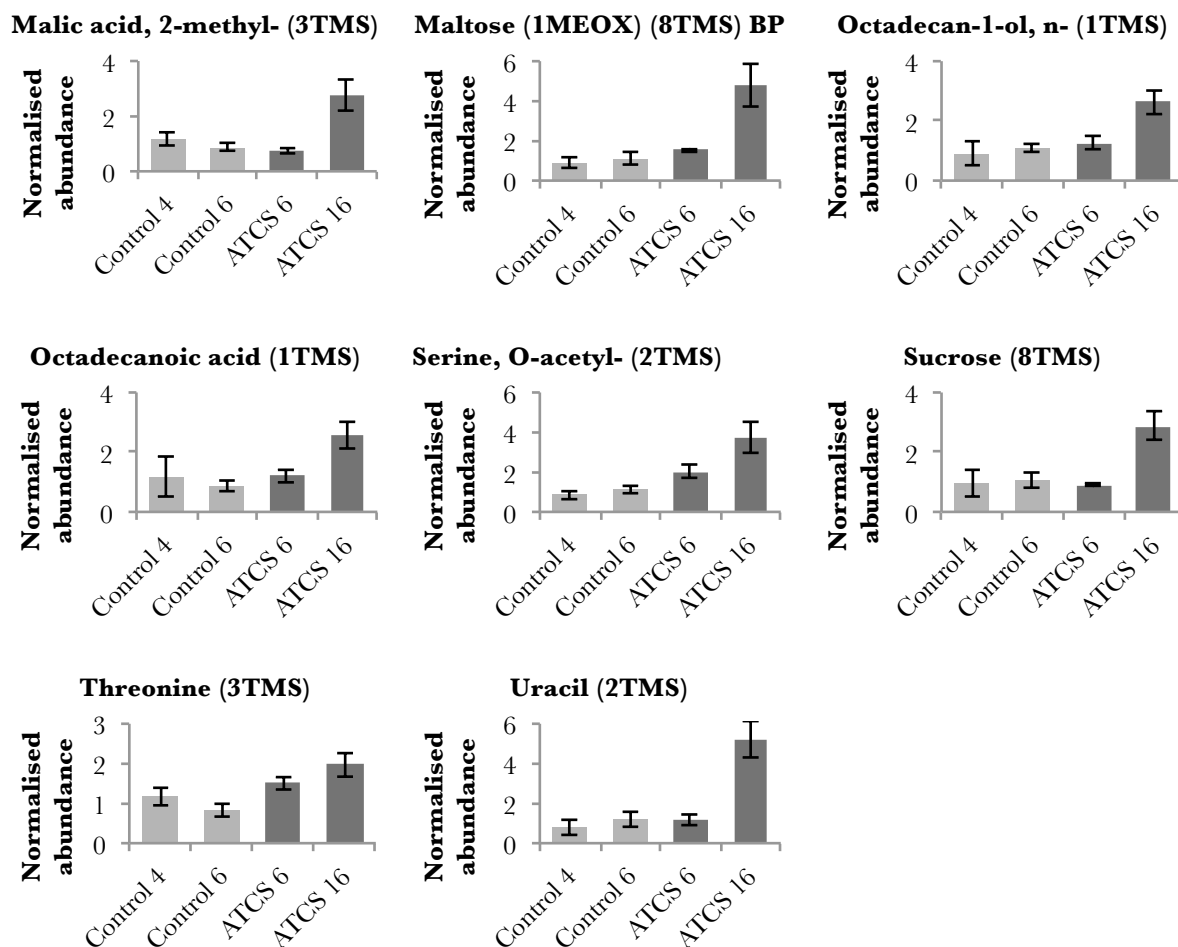 Malic acid, 2-methyl- (3TMS)
Normalised
abundance
4
2
0
Control 4
Control 6
ATCS 6
ATCS 16
Maltose (1MEOX) (8TMS) BP
Normalised
abundance
6
4
2
0
Control 4
Control 6
ATCS 6
ATCS 16
Octadecan-1-ol, n- (1TMS)
Normalised
abundance
4
2
0
Control 4
Control 6
ATCS 6
ATCS 16
Octadecanoic acid (1TMS)
Normalised
abundance
4
2
0
Control 4
Control 6
ATCS 6
ATCS 16
Serine, O-acetyl- (2TMS)
Normalised
abundance
6
4
2
0
Control 4
Control 6
ATCS 6
ATCS 16
Sucrose (8TMS)
Normalised
abundance
4
2
0
Control 4
Control 6
ATCS 6
ATCS 16
Threonine (3TMS)
Normalised
abundance
3
2
1
0
Control 4
Control 6
ATCS 6
ATCS 16
Uracil (2TMS)
Normalised
abundance
6
4
2
0
Control 4
Control 6
ATCS 6
ATCS 16